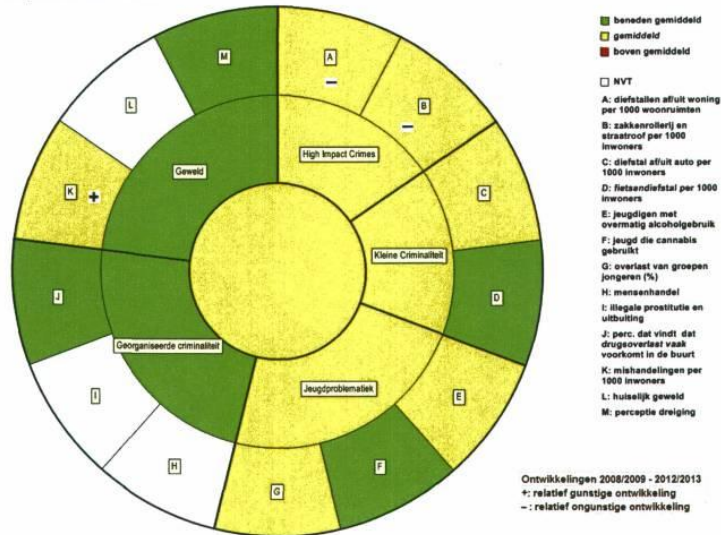 M
A
−
B
−
L
High Impact Crimes
Geweld
K
+
C
Kleine Criminaliteit
J
D
Georganiseerde criminaliteit
Jeugdproblematiek
I
E
H
F
G
beneden gemiddeld
gemiddeld
boven gemiddeld
NVT
A: diefstallen af/uit woning
per 1000 woonruimten
B: zakkenrollerij en
straatroof per 1000
inwoners
C: diefstal af/uit auto per
1000 inwoners
D: fietsendiefstal per 1000
inwoners
E: jeugdigen met
overmatig alcoholgebruik
F: jeugd die cannabis
gebruikt
G: overlast van groepen
jongeren (%)
H: mensenhandel
I: illegale prostitutie en
uitbuiting
J: perc. dat vindt dat
drugsoverlast vaak
voorkomt in de buurt
K: mishandelingen per
1000 inwoners
L: huiselijk geweld
M: perceptie dreiging
Ontwikkelingen 2008/2009 - 2012/2013
+: relatief gunstige ontwikkeling
– : relatief ongunstige ontwikkeling